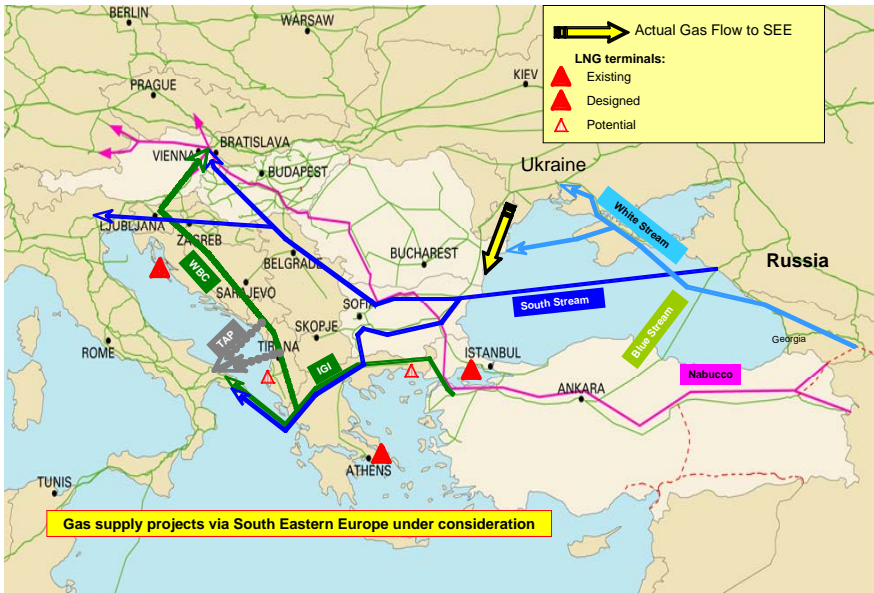 BERLIN
WARSAW
Actual Gas Flow to SEE
LNG terminals:
Existing
Designed
Potential
KIEV
PRAGUE
VIENNA
BRATISLAVA
BUDAPEST
Ukraine
White Stream
LJUBLJANA
ZAGREB
BELGRADE
BUCHAREST
Russia
WBC
SARAJEVO
SOFIA
South Stream
Blue Stream
Georgia
TAP
SKOPJE
ROME
TIRANA
IGI
ISTANBUL
Nabucco
ANKARA
ATHENS
TUNIS
Gas supply projects via South Eastern Europe under consideration